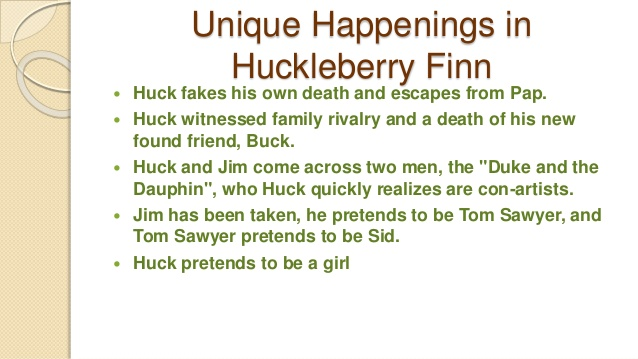 Unique Happenings in
Huckleberry Finn
• Huck fakes his own death and escapes from Pap.
• Huck witnessed family rivalry and a death of his new
found friend, Buck.
• Huck and Jim come across two men, the "Duke and the
Dauphin", who Huck quickly realizes are con-artists.
• Jim has been taken, he pretends to be Tom Sawyer, and
Tom Sawyer pretends to be Sid.
• Huck pretends to be a girl